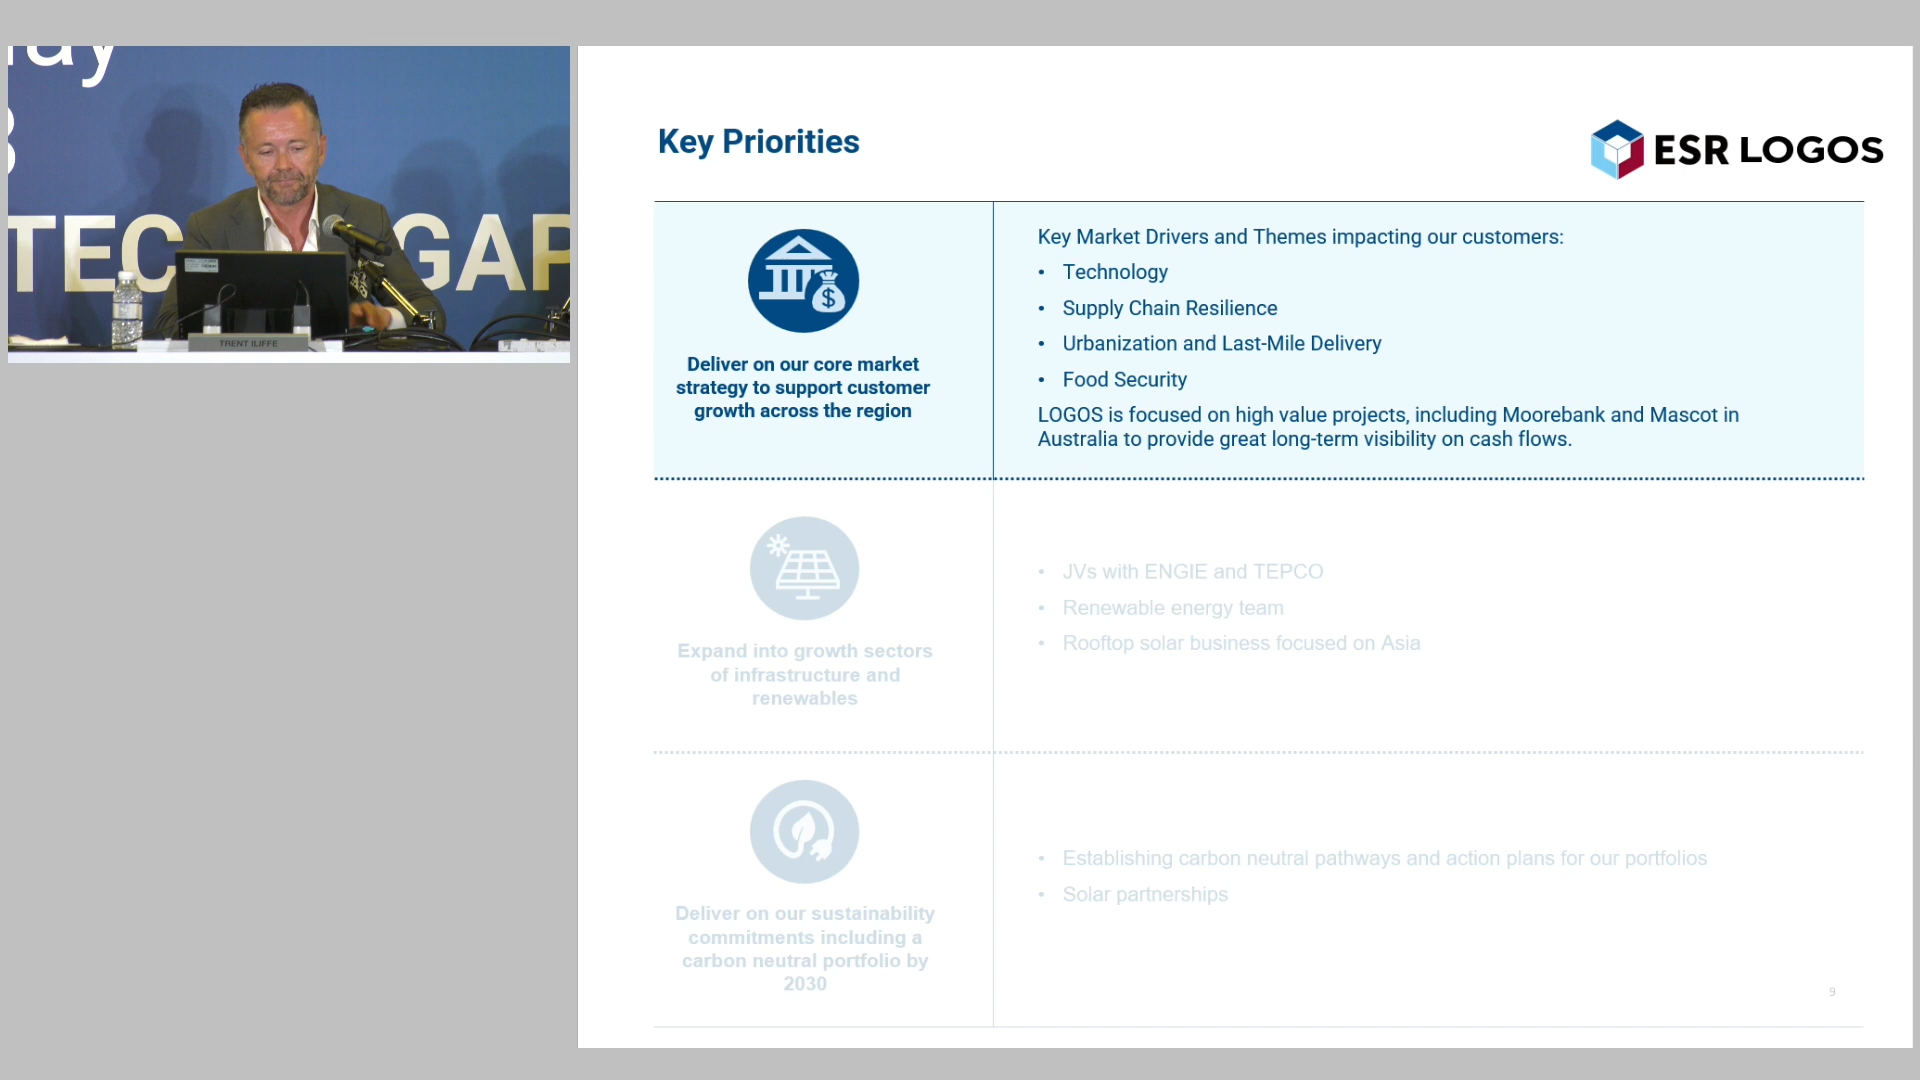 TEC
GAP
TRENT ILIFFE
Key Priorities
ESR LOGOS
$
Deliver on our core market
strategy to support customer
growth across the region
Key Market Drivers and Themes impacting our customers:
• Technology
• Supply Chain Resilience
• Urbanization and Last-Mile Delivery
• Food Security
LOGOS is focused on high value projects, including Moorebank and Mascot in
Australia to provide great long-term visibility on cash flows.
Expand into growth sectors
of infrastructure and
renewables
• JVs with ENGIE and TEPCO
• Renewable energy team
• Rooftop solar business focused on Asia
Deliver on our sustainability
commitments including a
carbon neutral portfolio by
2030
• Establishing carbon neutral pathways and action plans for our portfolios
• Solar partnerships
9